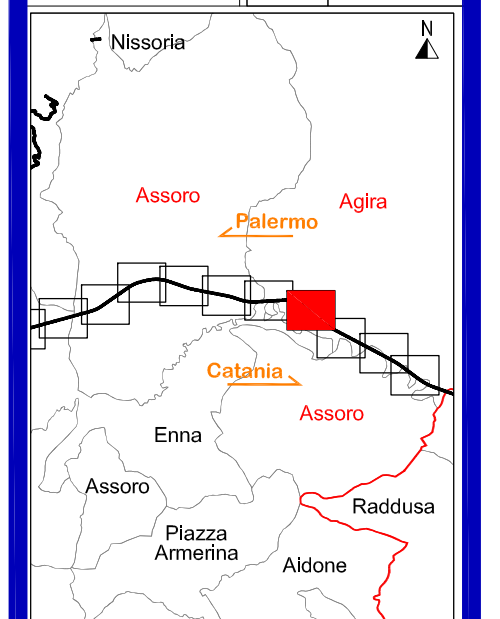 N
Nissoria
Assoro
Agira
Palermo
Catania
Assoro
Enna
Assoro
Raddusa
Piazza
Armerina
Aidone